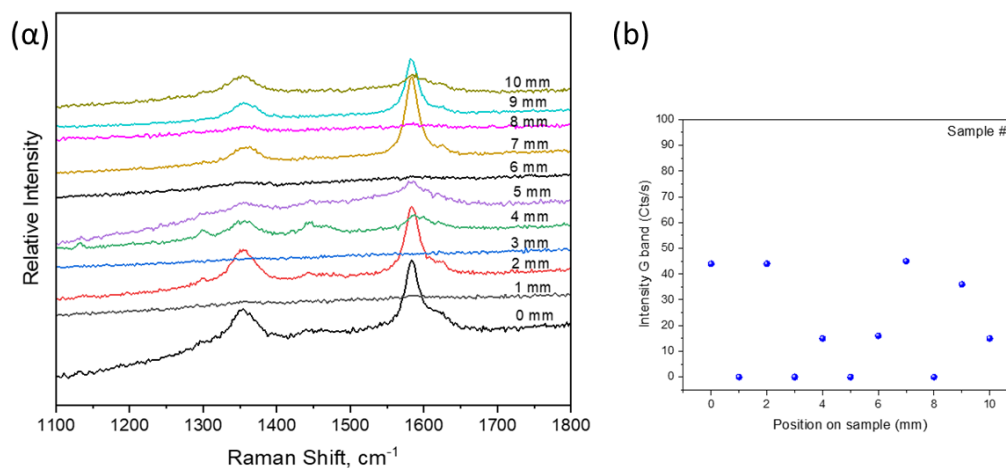 (α)
Relative Intensity
10 mm
9 mm
8 mm
7 mm
6 mm
5 mm
4 mm
3 mm
2 mm
1 mm
0 mm
1100 1200 1300 1400 1500 1600 1700 1800
Raman Shift, cm⁻¹
(b)
Sample #
Intensity G band (Cts/s)
100
90
80
70
60
50
40
30
20
10
0
0 2 4 6 8 10
Position on sample (mm)